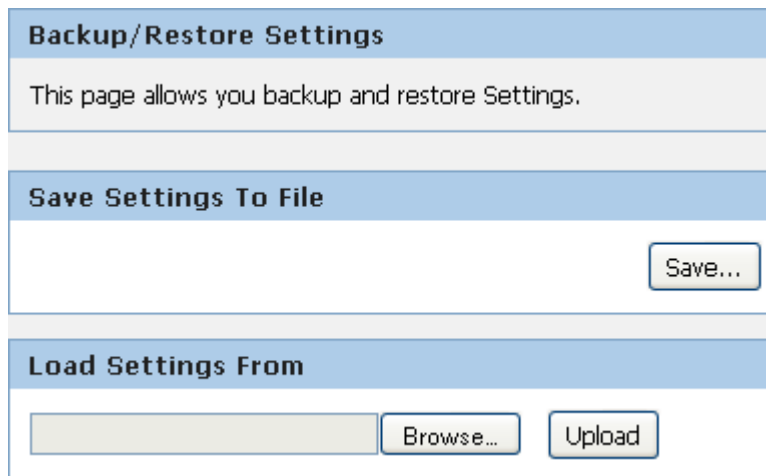 Backup/Restore Settings
This page allows you backup and restore Settings.
Save Settings To File
Save...
Load Settings From
Browse... Upload